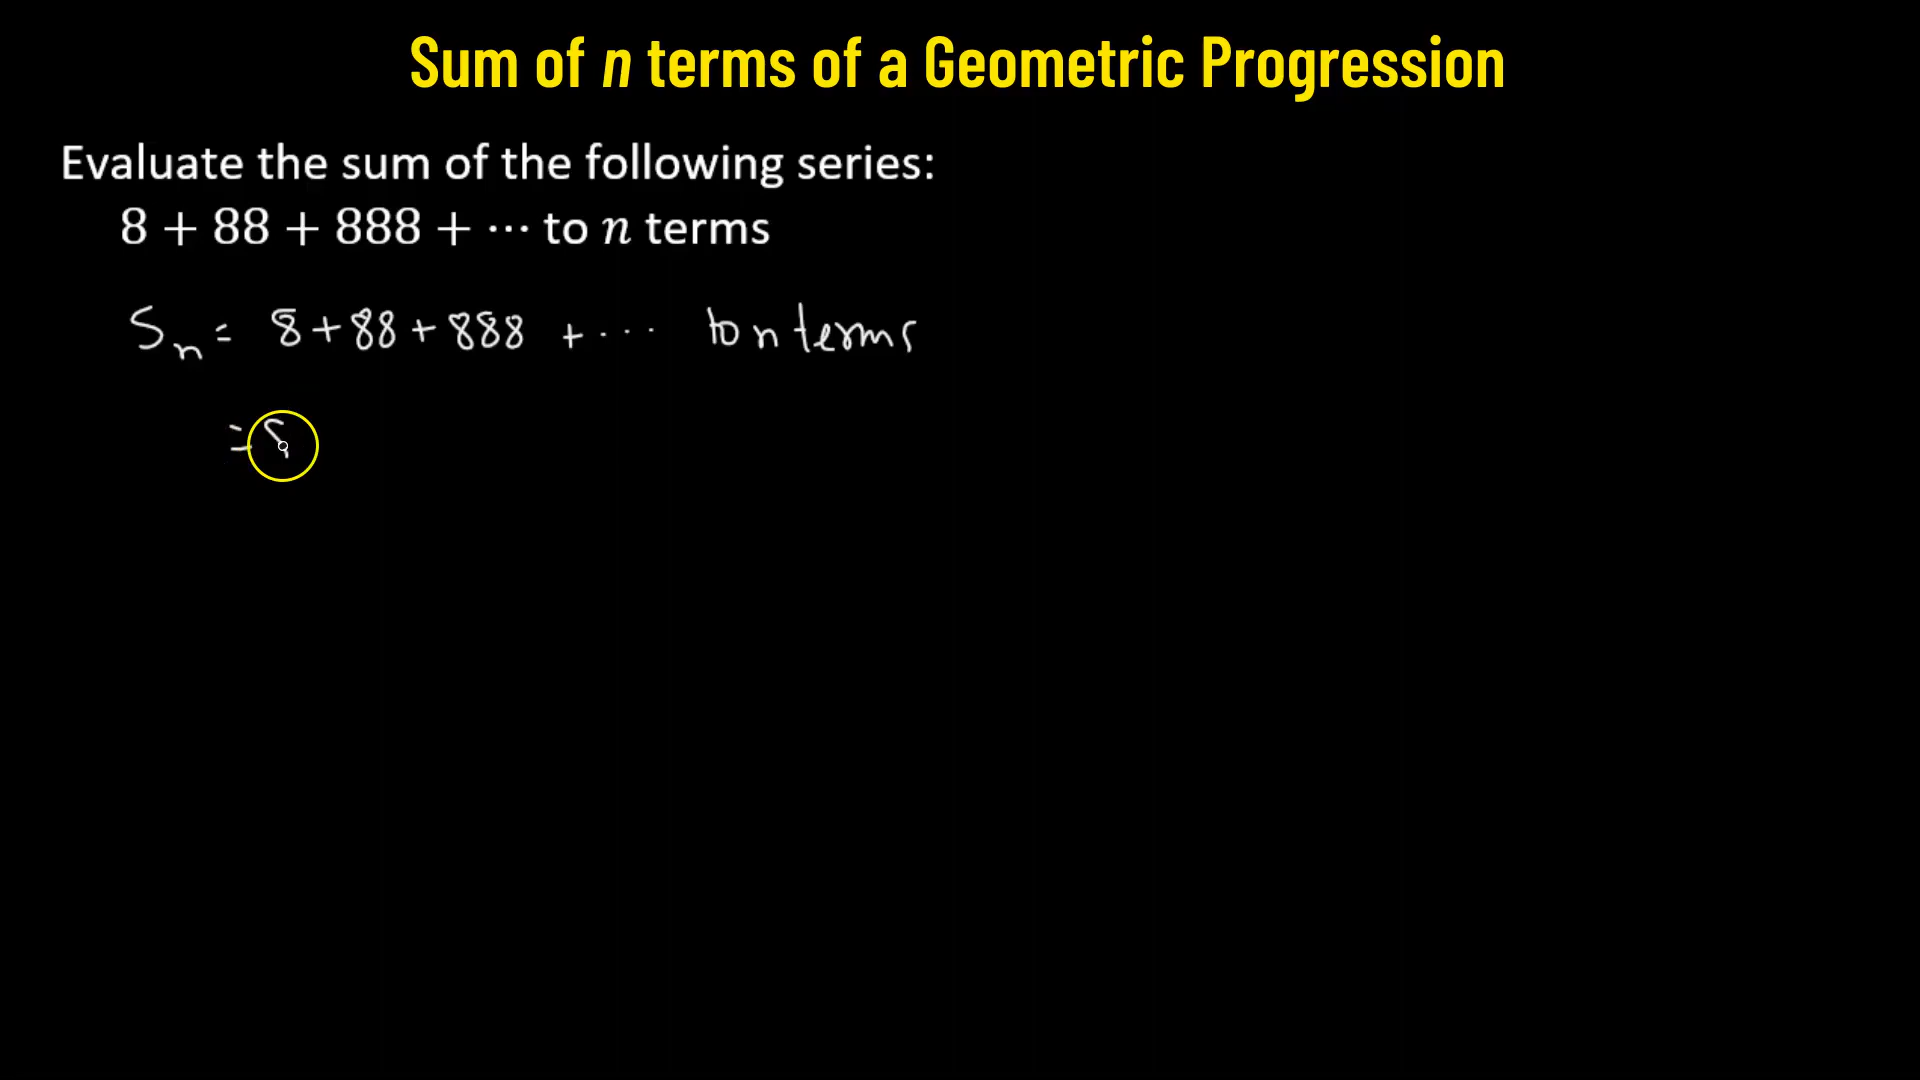 Sum of n terms of a Geometric Progression
Evaluate the sum of the following series:
8 + 88 + 888 + ⋯ to n terms
Sₙ = 8+88+888 + ... to n terms
=